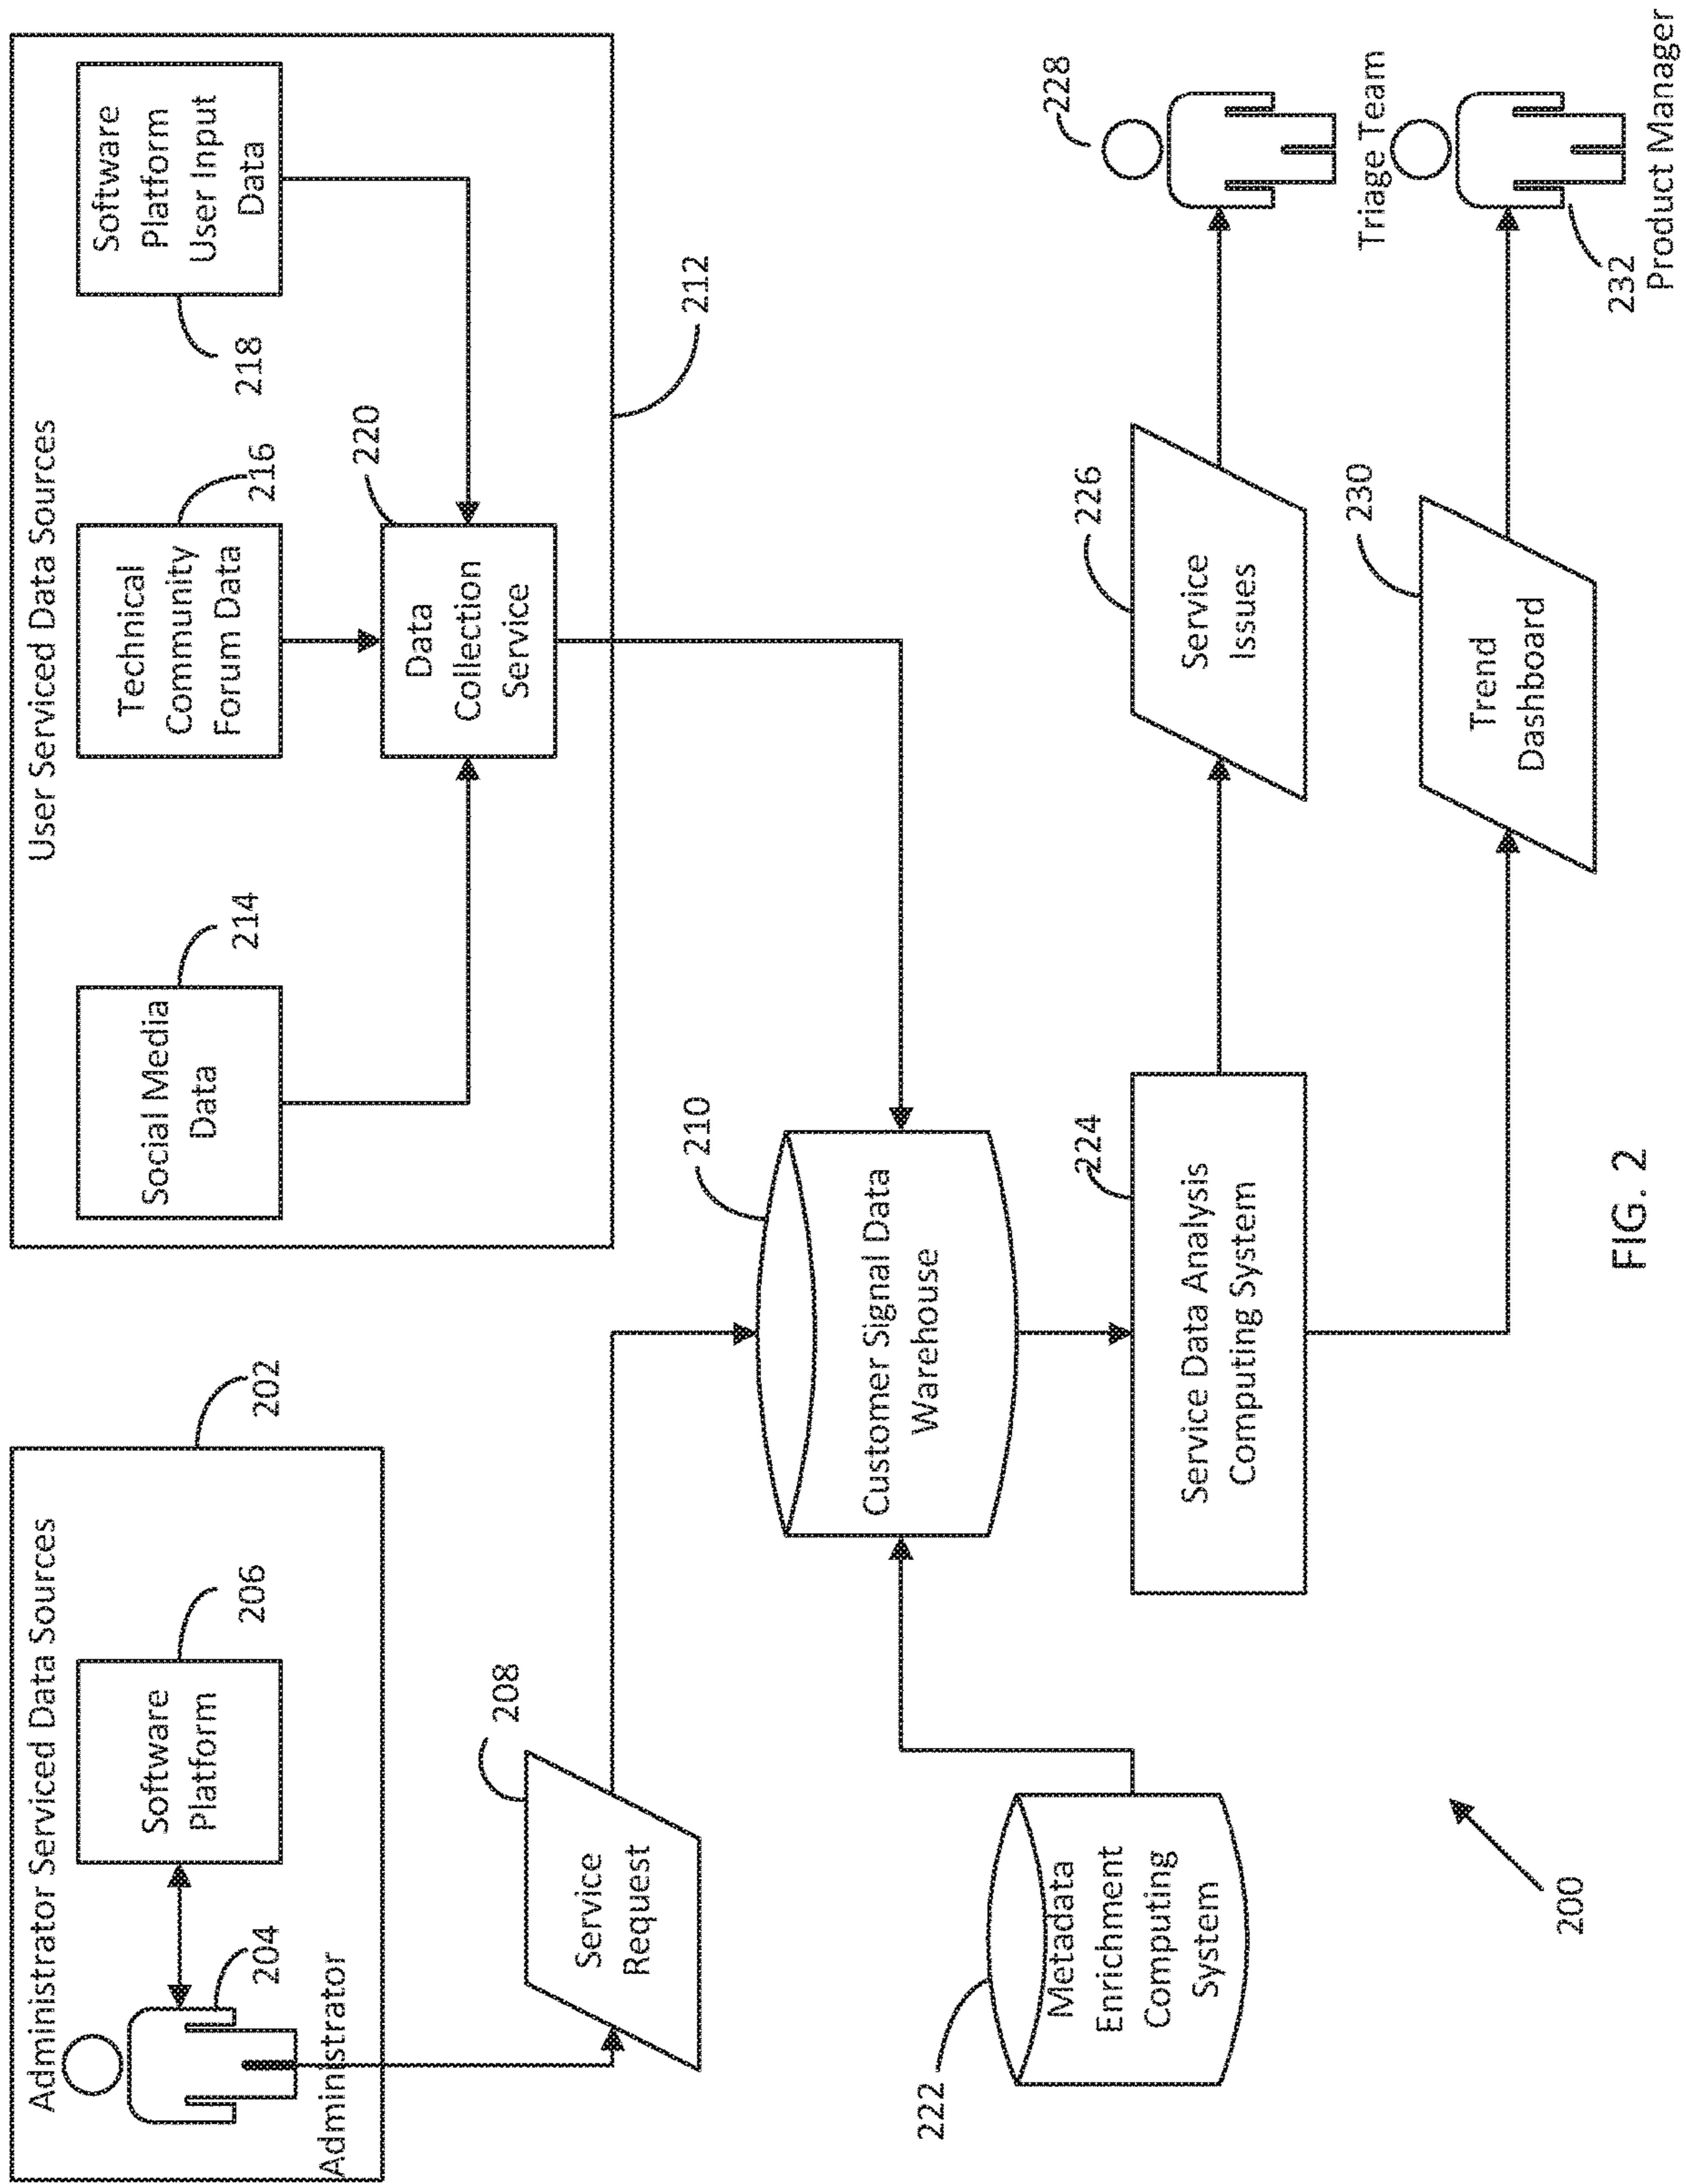 Administrator Serviced Data Sources
204
Administrator
Software
Platform
206
202
User Serviced Data Sources
Social Media
Data
214
Technical
Community
Forum Data
216
Software
Platform
User Input
Data
218
Data
Collection
Service
220
212
Service
Request
208
Customer Signal Data
Warehouse
210
222
Metadata
Enrichment
Computing
System
Service Data Analysis
Computing System
224
Service
Issues
226
228
Triage Team
Trend
Dashboard
230
232
Product Manager
200
FIG. 2